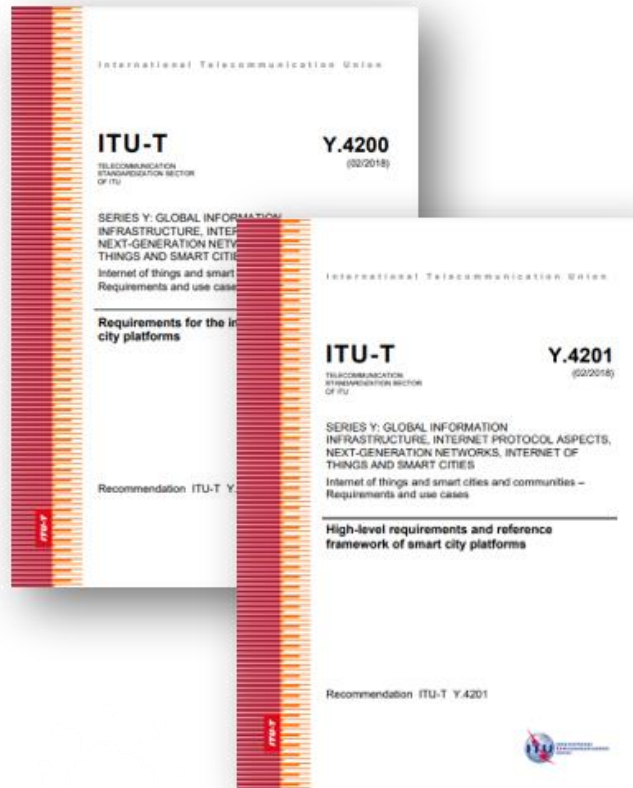 International Telecommunication Union
ITU-T
Y.4200
TELECOMMUNICATION
STANDARDIZATION SECTOR
OF ITU
(02/2018)
SERIES Y: GLOBAL INFORMATION
INFRASTRUCTURE, INTER
NEXT-GENERATION NETW
THINGS AND SMART CITIE
Internet of things and smart
Requirements and use case
Requirements for the in
city platforms
Recommendation ITU-T Y.
ITU-T
International Telecommunication Union
ITU-T
Y.4201
TELECOMMUNICATION
STANDARDIZATION SECTOR
OF ITU
(02/2018)
SERIES Y: GLOBAL INFORMATION
INFRASTRUCTURE, INTERNET PROTOCOL ASPECTS,
NEXT-GENERATION NETWORKS, INTERNET OF
THINGS AND SMART CITIES
Internet of things and smart cities and communities –
Requirements and use cases
High-level requirements and reference
framework of smart city platforms
Recommendation ITU-T Y.4201
ITU-T
ITU